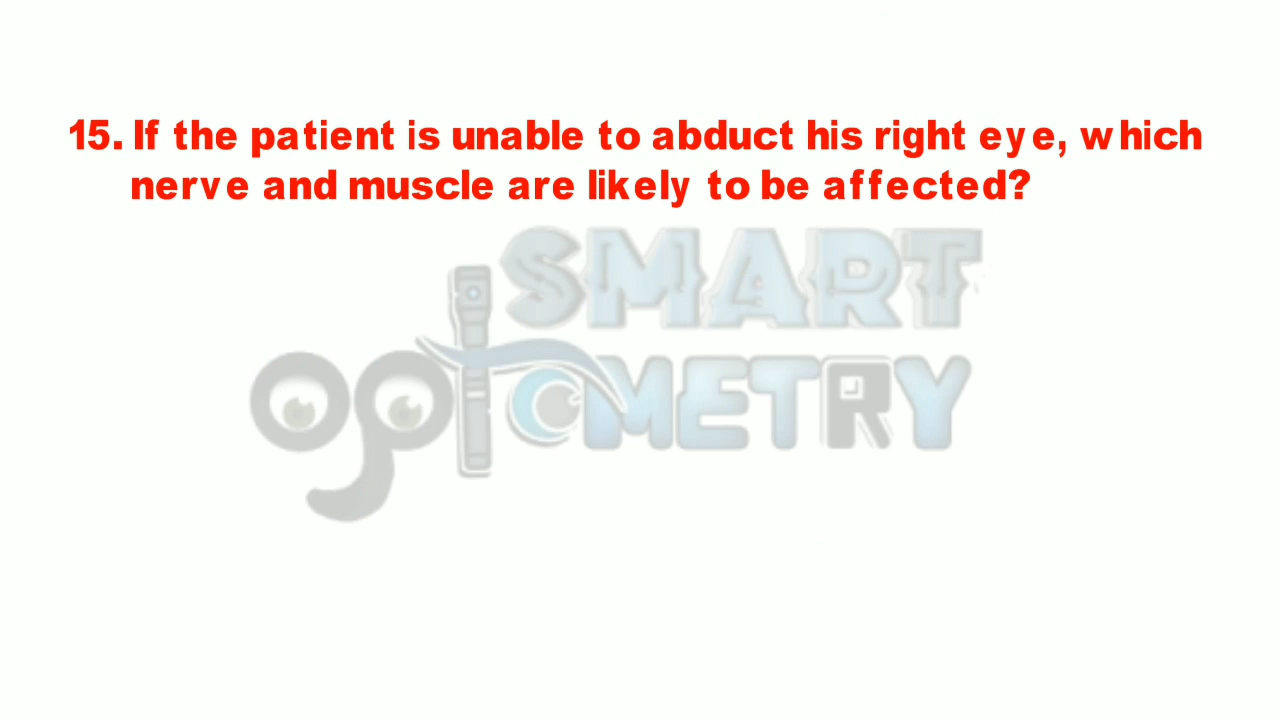 15. If the patient is unable to abduct his right eye, which
nerve and muscle are likely to be affected?
SMART
OPTOMETRY